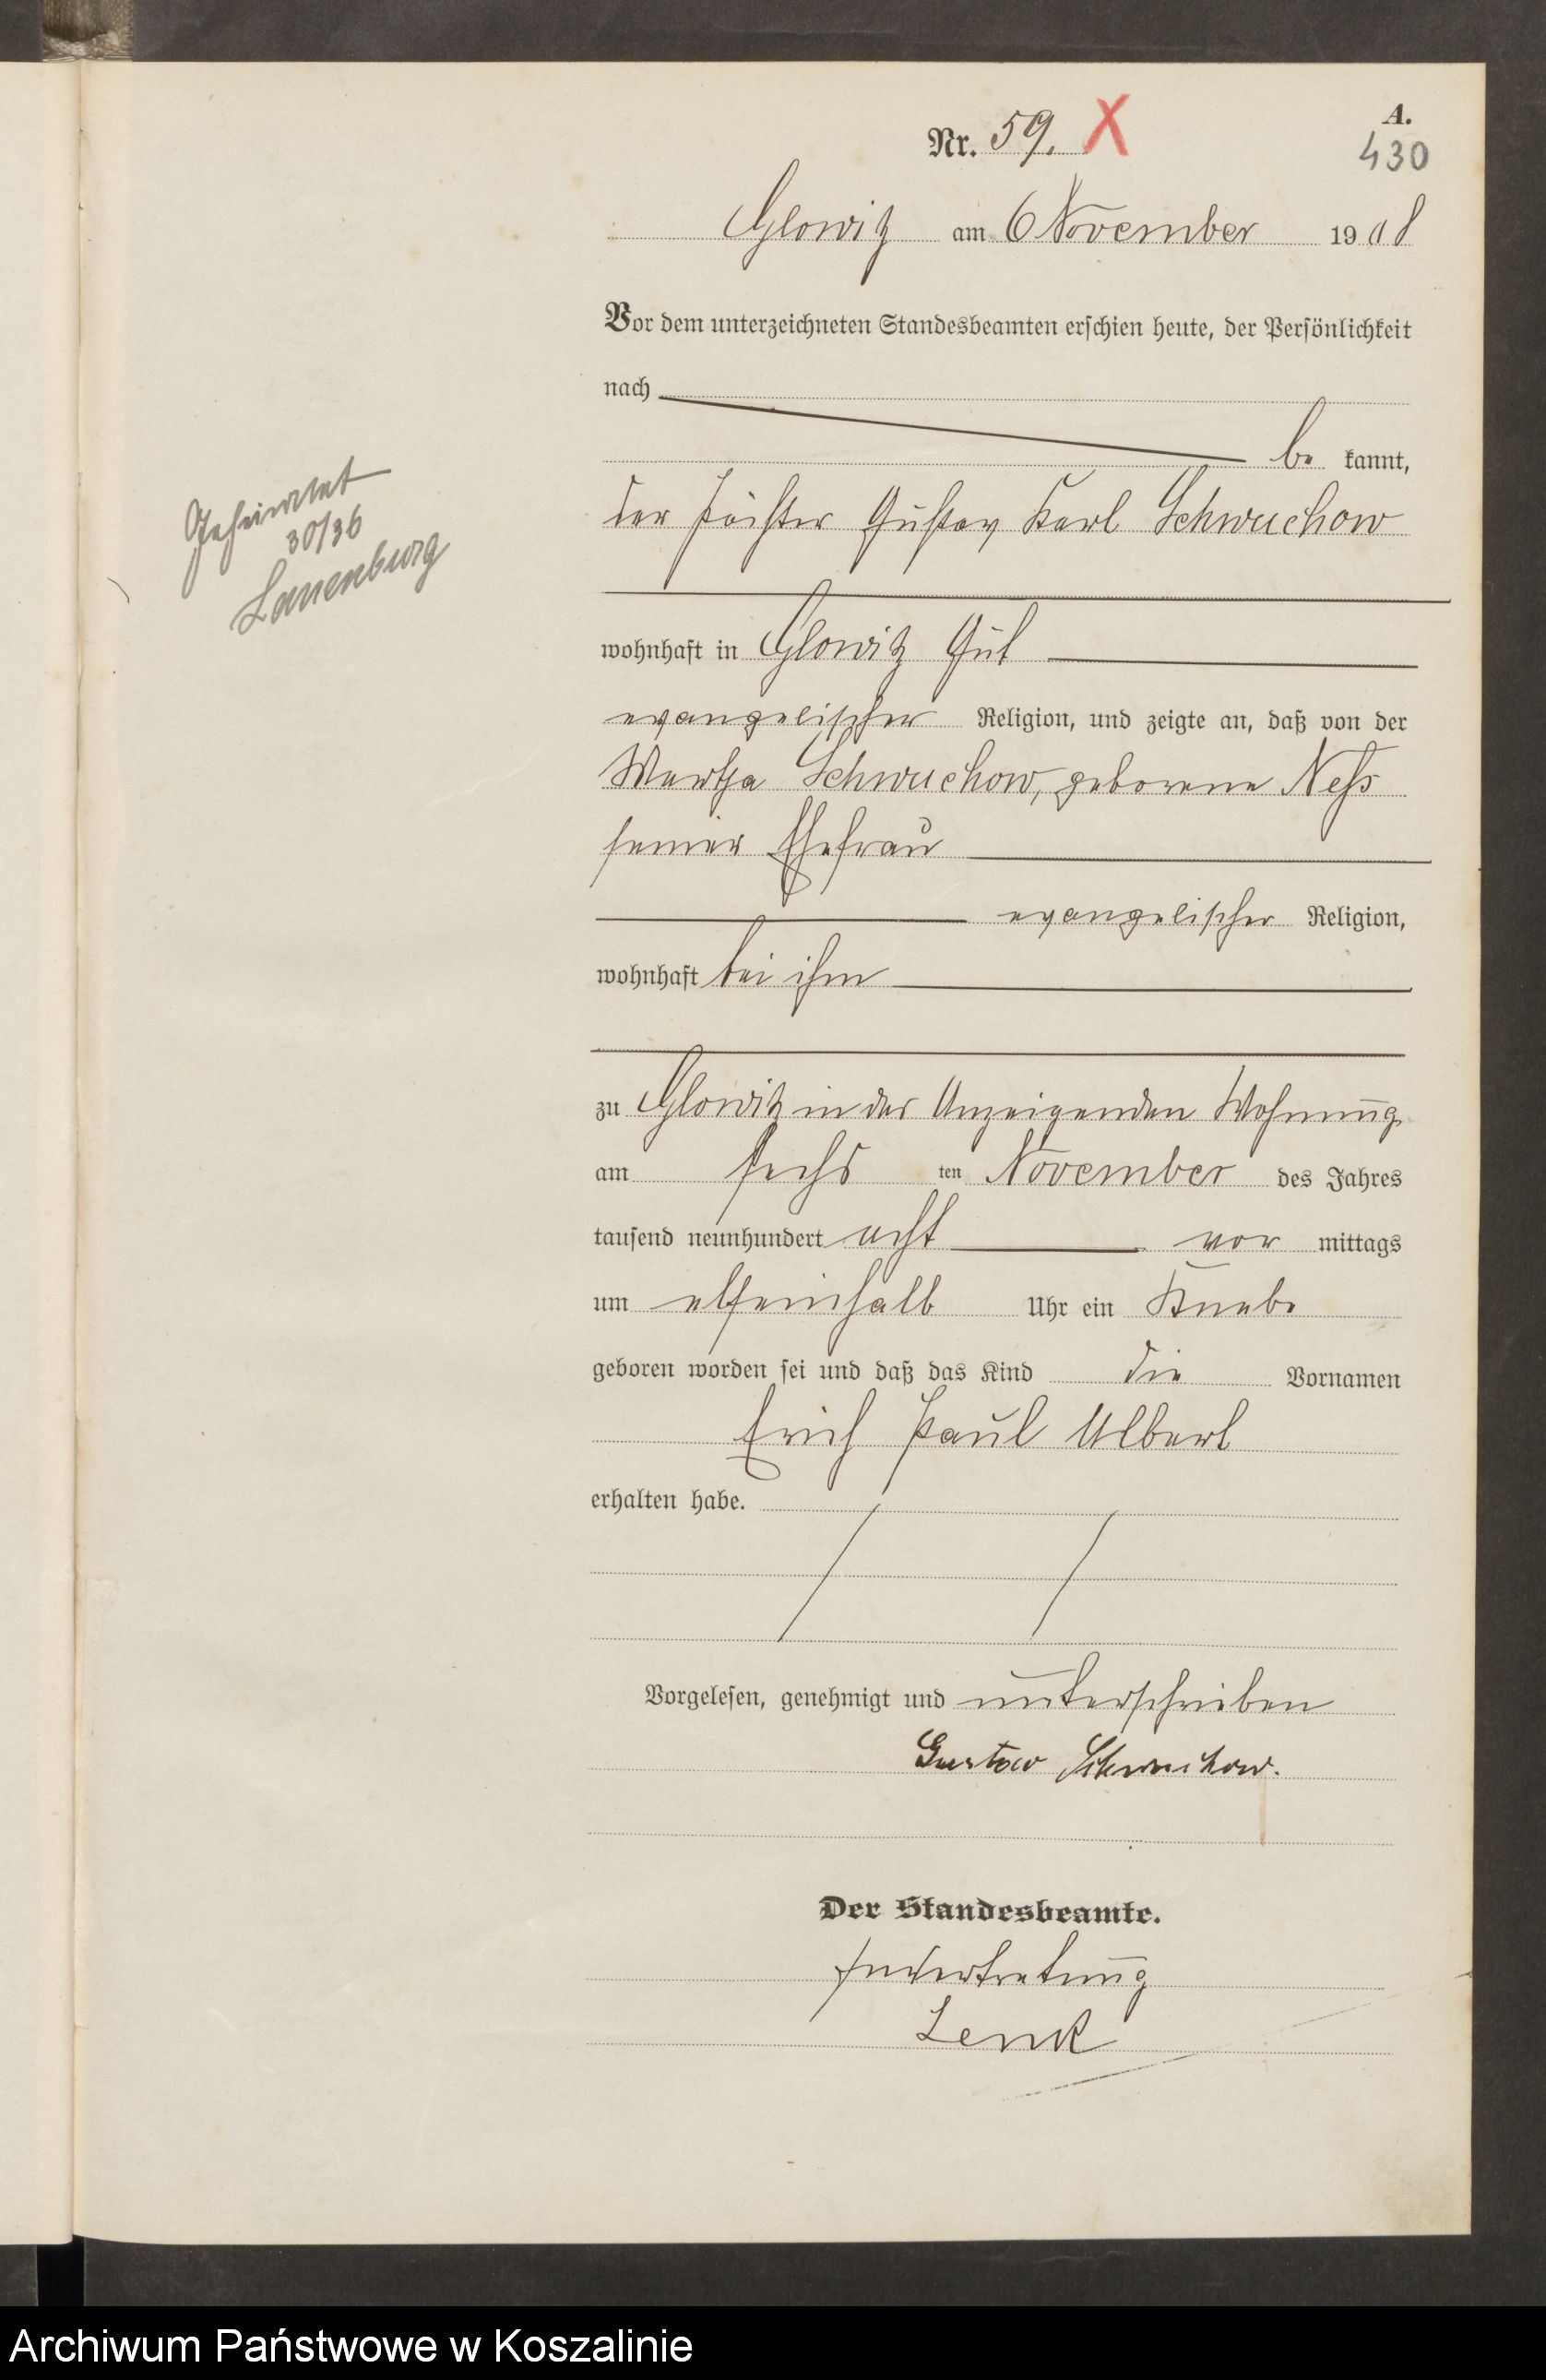 A.
Nr. 59. X
430
Glowitz am 6 November 1908
Vor dem unterzeichneten Standesbeamten erschien heute, der Persönlichkeit
nach
be kannt,
der Pächter Gustav Karl Schwuchow
Geheiratet
30/36
Lauenburg
wohnhaft in Glowitz Gut
evangelischer Religion, und zeigte an, daß von der
Martha Schwuchow, geborene Neſs
seiner Ehefrau
evangelischer Religion,
wohnhaft bei ihm
zu Glowitz in des Anzeigenden Wohnung
am sechs ten November des Jahres
tausend neunhundert acht vor mittags
um elfeinhalb Uhr ein Knabe
geboren worden sei und daß das Kind die Vornamen
Erich Paul Albert
erhalten habe.
Vorgelesen, genehmigt und unterschrieben
Gustav Schwuchow.
Der Standesbeamte.
In Vertretung
Lenk
Archiwum Państwowe w Koszalinie